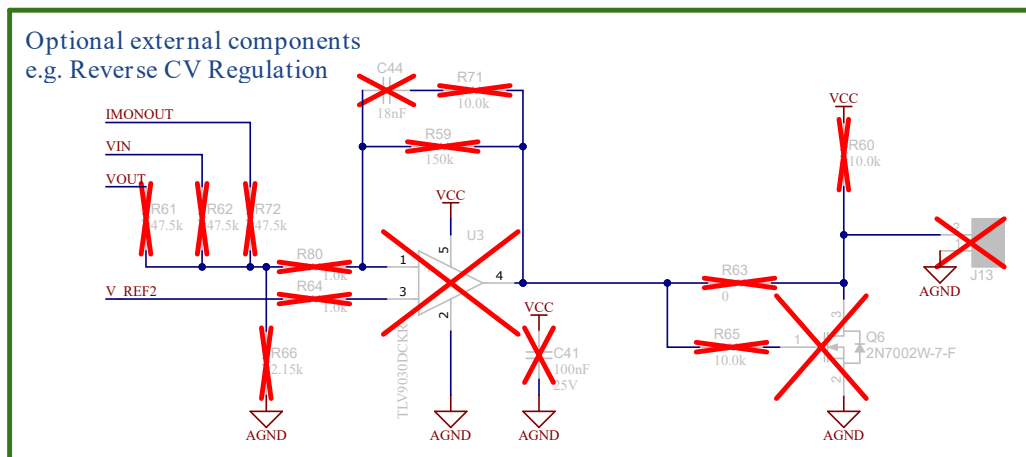 Optional external components
e.g. Reverse CV Regulation
C44
18nF
R71
10.0k
R59
150k
IMONOUT
VIN
VOUT
R61
47.5k
R62
47.5k
R72
47.5k
VCC
U3
R80
1.0k
R64
1.0k
V_REF2
1
3
5
4
2
TLV9030DCKR
R66
2.15k
AGND
AGND
VCC
C41
100nF
25V
AGND
R63
0
R65
10.0k
VCC
R60
10.0k
1
3
2
Q6
2N7002W-7-F
AGND
2
1
J13
AGND